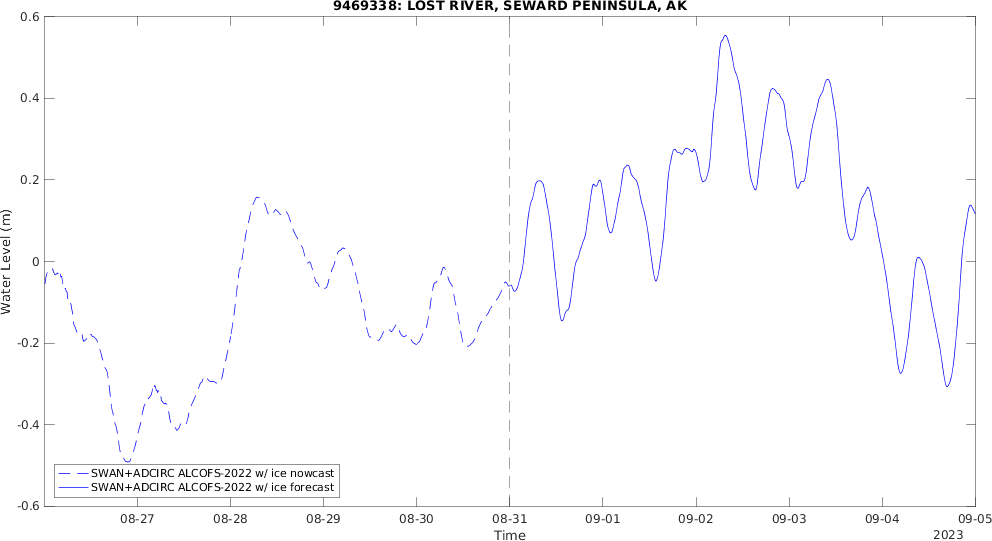 9469338: LOST RIVER, SEWARD PENINSULA, AK
0.6
0.4
0.2
0
-0.2
-0.4
-0.6
Water Level (m)
SWAN+ADCIRC ALCOFS-2022 w/ ice nowcast
SWAN+ADCIRC ALCOFS-2022 w/ ice forecast
08-27 08-28 08-29 08-30 08-31 09-01 09-02 09-03 09-04 09-05
Time
2023